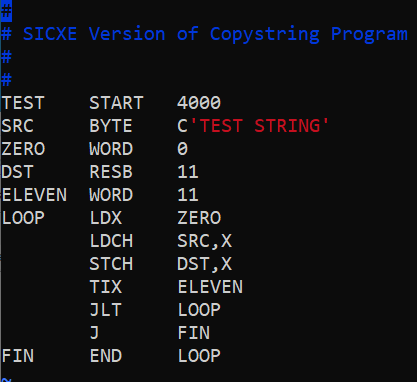 #
# SICXE Version of Copystring Program
#
#
TEST    START   4000
SRC     BYTE    C'TEST STRING'
ZERO    WORD    0
DST     RESB    11
ELEVEN  WORD    11
LOOP    LDX     ZERO
        LDCH    SRC,X
        STCH    DST,X
        TIX     ELEVEN
        JLT     LOOP
        J       FIN
FIN     END     LOOP
~